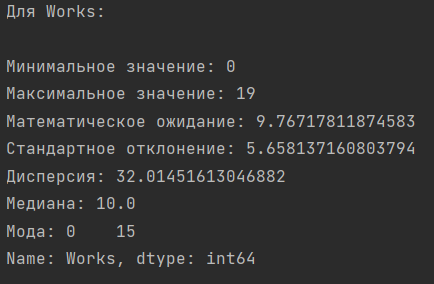 Для Works:
Минимальное значение: 0
Максимальное значение: 19
Математическое ожидание: 9.76717811874583
Стандартное отклонение: 5.658137160803794
Дисперсия: 32.01451613046882
Медиана: 10.0
Мода: 0    15
Name: Works, dtype: int64